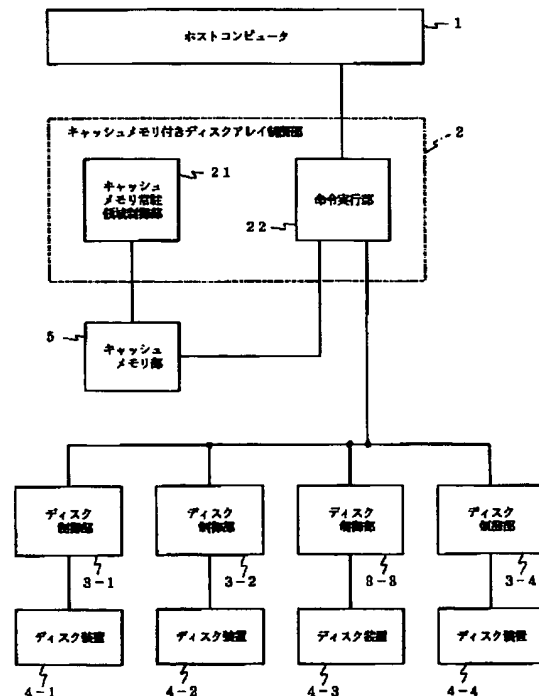 ホストコンピュータ
1
キャッシュメモリ付きディスクアレイ制御部
2
キャッシュ
メモリ常駐
領域制御部
21
命令実行部
22
5
キャッシュ
メモリ部
ディスク
制御部
ディスク
制御部
ディスク
制御部
ディスク
制御部
3-1
3-2
3-3
3-4
ディスク装置
ディスク装置
ディスク装置
ディスク装置
4-1
4-2
4-3
4-4